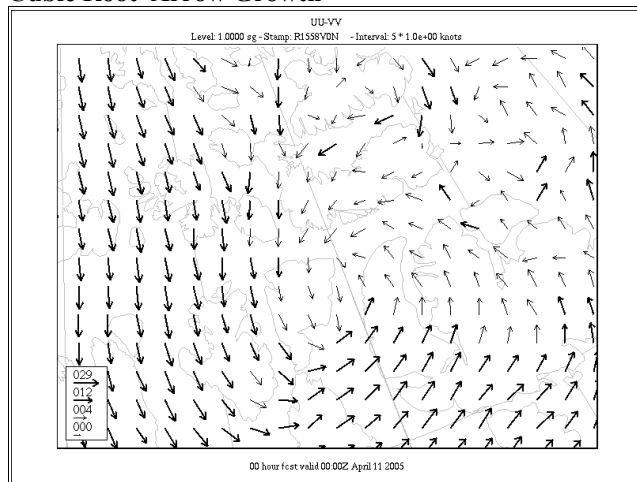 Cubic Root Arrow Growth
UU-VV
Level: 1.0000 sg - Stamp: R1558V0N - Interval: 5 * 1.0e+00 knots
029
012
004
000
00 hour fcst valid 00:00Z April 11 2005